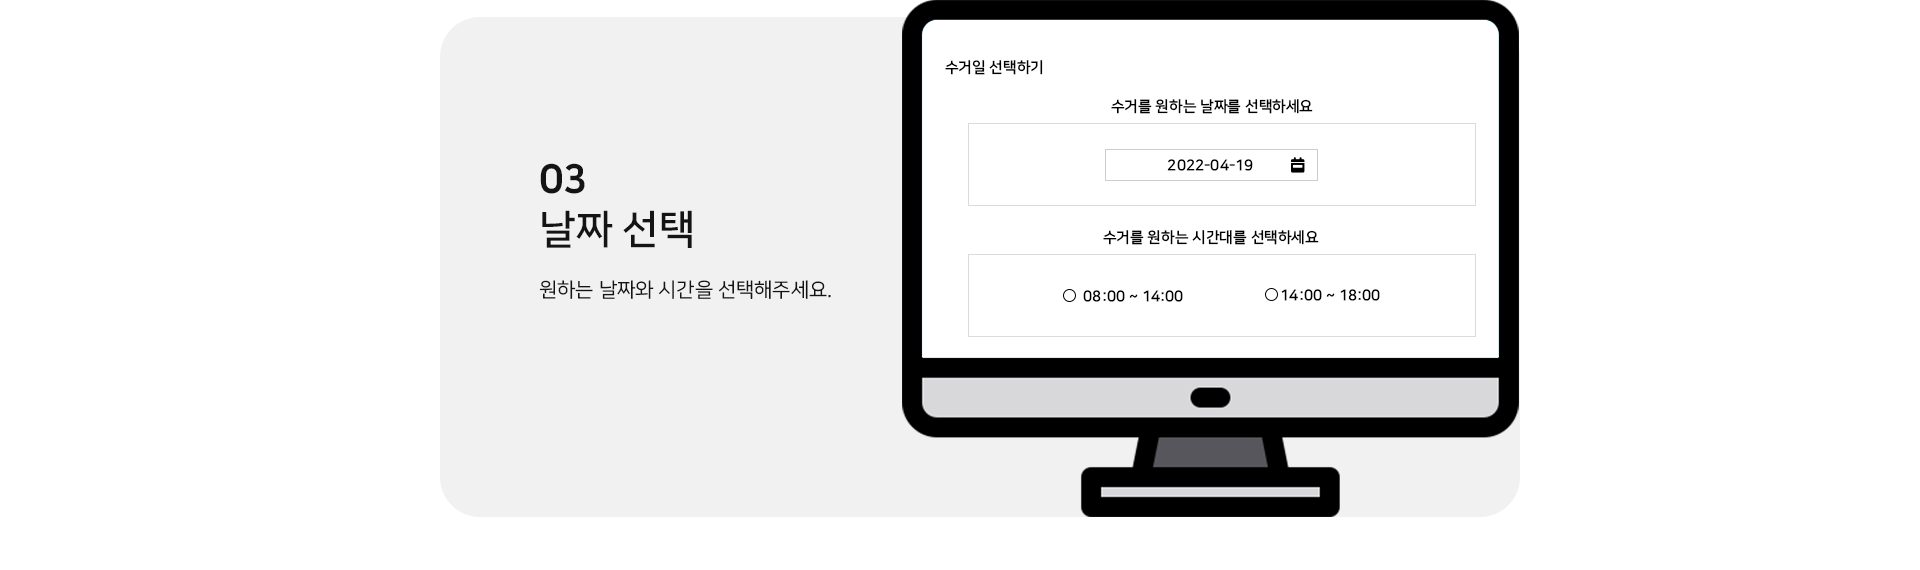 03
날짜 선택
원하는 날짜와 시간을 선택해주세요.
수거일 선택하기
수거를 원하는 날짜를 선택하세요
2022-04-19
수거를 원하는 시간대를 선택하세요
08:00 ~ 14:00 14:00 ~ 18:00